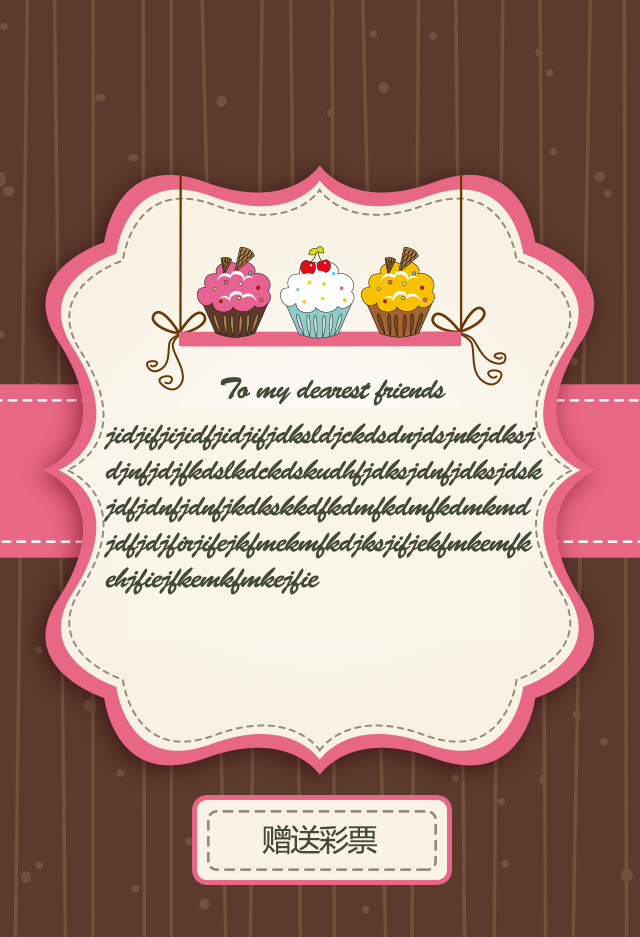 To my dearest friends
jidjifjijidfjidjifjdksldjckdsdnjdsjnkjdksj
djnfjdjfkdslkdckdskudhfjdksjdnfjdksjdsk
jdfjdnfjdnfjkdkskkdfkdmfkdmfkdmkmd
jdfjdjfirjifejkfmekmfkdjksjifjekfmkemfk
ehjfiejfkemkfmkejfie
赠送彩票